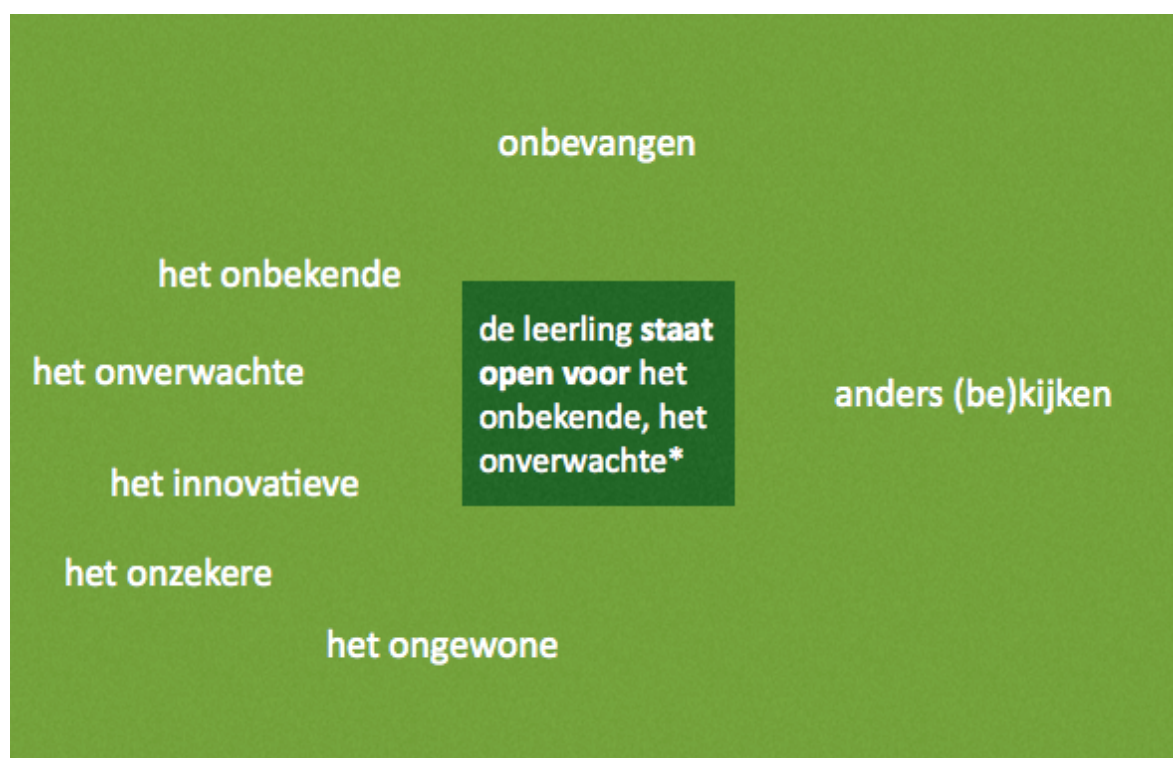 onbevangen
het onbekende
de leerling staat
open voor het
onbekende, het
onverwachte*
het onverwachte
anders (be)kijken
het innovatieve
het onzekere
het ongewone